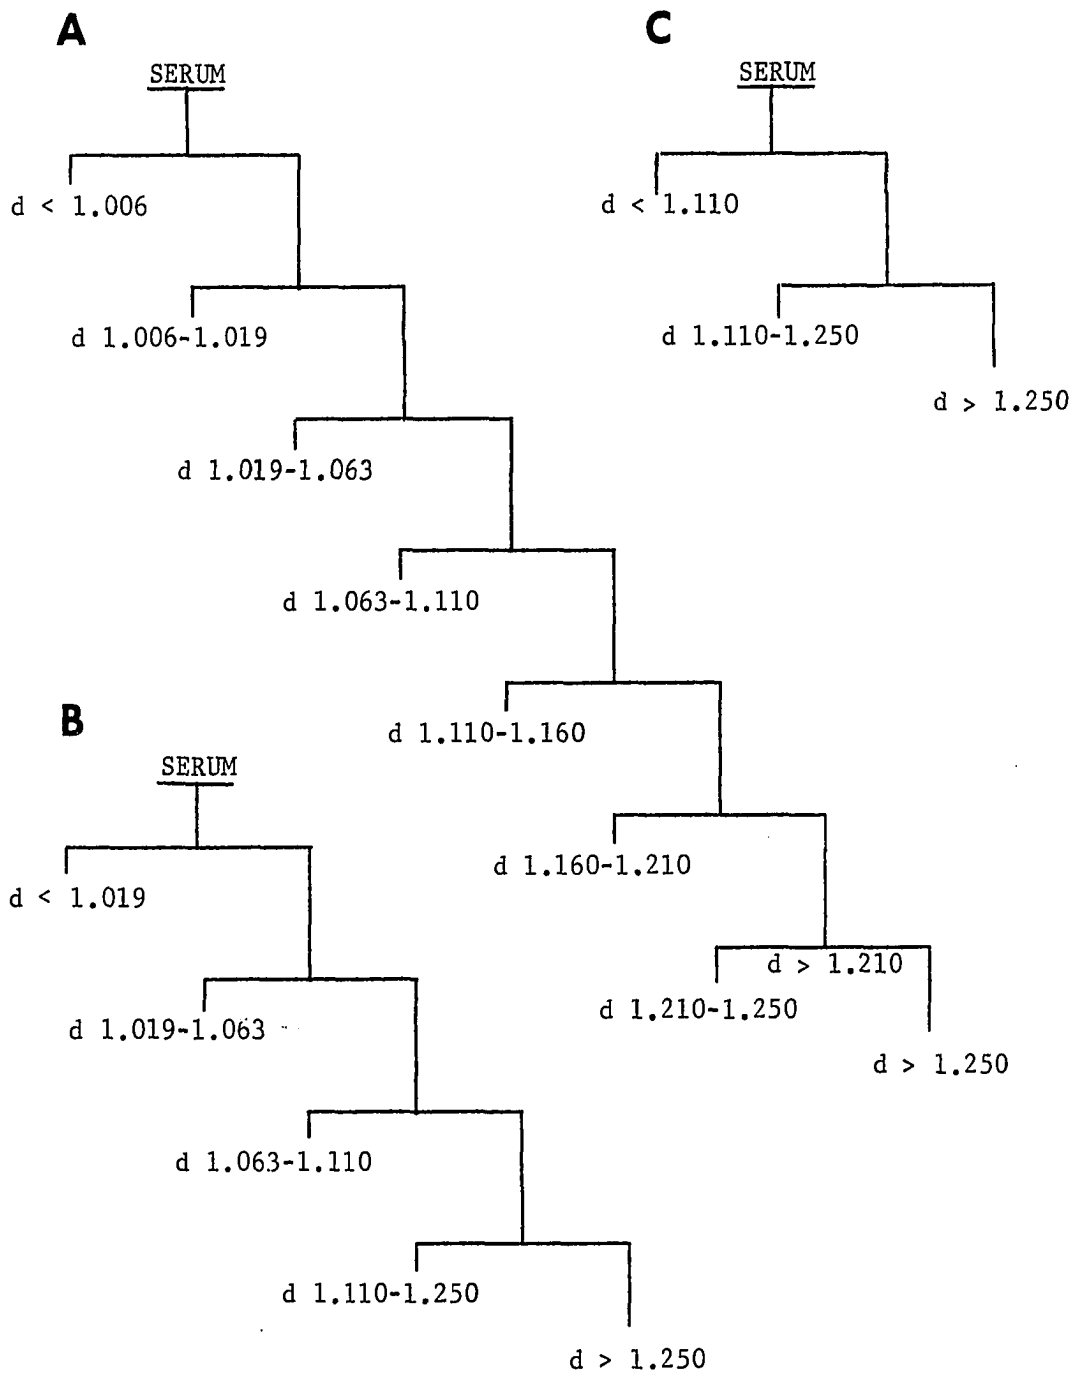 A
SERUM
d < 1.006
d 1.006-1.019
d 1.019-1.063
d 1.063-1.110
d 1.110-1.160
d 1.160-1.210
d > 1.210
d 1.210-1.250
d > 1.250
B
SERUM
d < 1.019
d 1.019-1.063
d 1.063-1.110
d 1.110-1.250
d > 1.250
C
SERUM
d < 1.110
d 1.110-1.250
d > 1.250